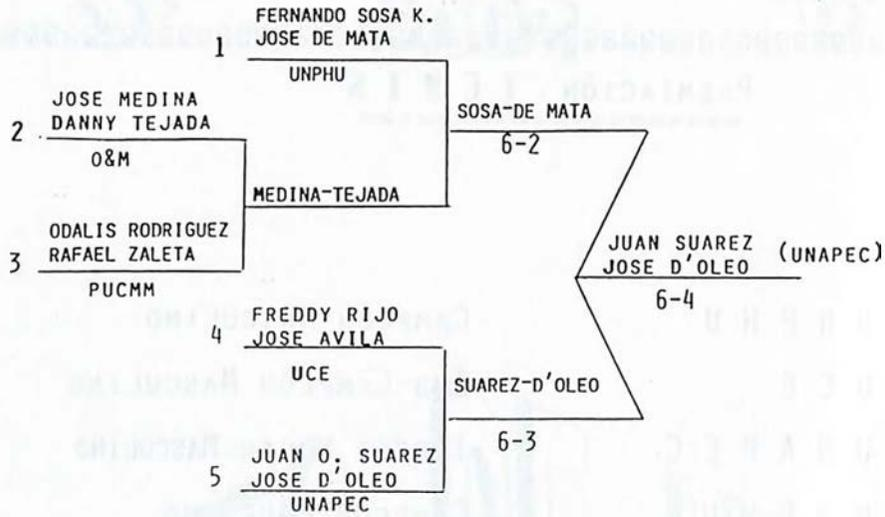 FERNANDO SOSA K.
1 JOSE DE MATA
UNPHU
JOSE MEDINA
2 DANNY TEJADA
O&M
SOSA-DE MATA
6-2
MEDINA-TEJADA
ODALIS RODRIGUEZ
3 RAFAEL ZALETA
PUCMM
JUAN SUAREZ (UNAPEC)
JOSE D'OLEO
6-4
4 FREDDY RIJO
JOSE AVILA
UCE
SUAREZ-D'OLEO
6-3
JUAN O. SUAREZ
5 JOSE D'OLEO
UNAPEC